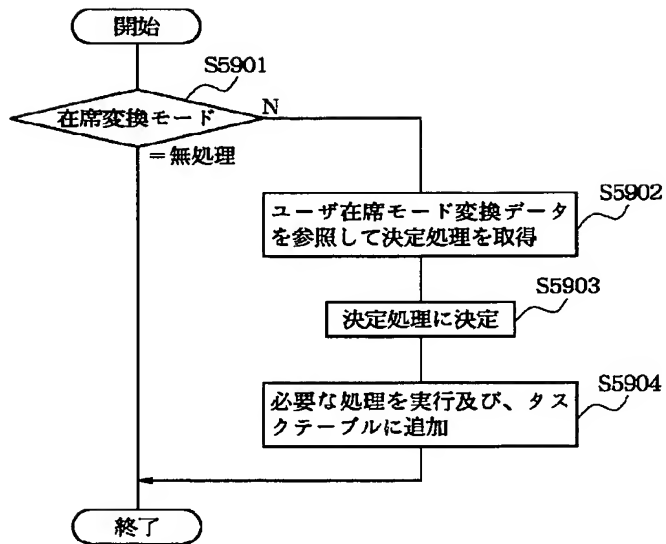 開始
S5901
在席変換モード
N
＝無処理
S5902
ユーザ在席モード変換データ
を参照して決定処理を取得
S5903
決定処理に決定
S5904
必要な処理を実行及び、タス
クテーブルに追加
終了